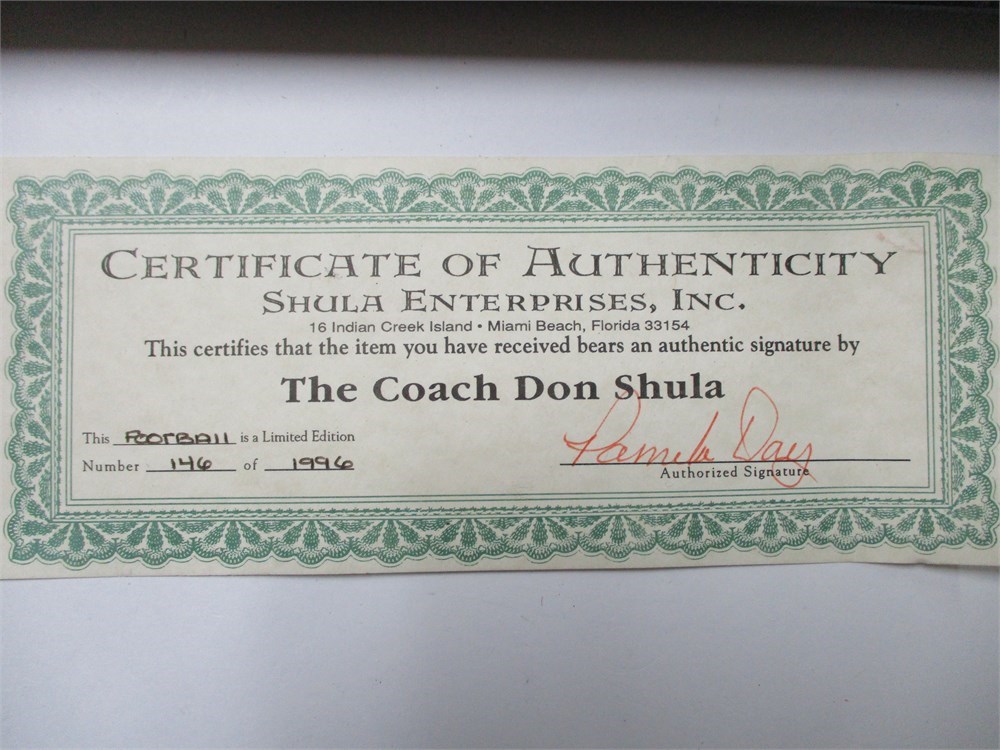 CERTIFICATE OF AUTHENTICITY
SHULA ENTERPRISES, INC.
16 Indian Creek Island • Miami Beach, Florida 33154
This certifies that the item you have received bears an authentic signature by
The Coach Don Shula
This FOOTBALL is a Limited Edition
Number 146 of 1996
Pamela Day
Authorized Signature